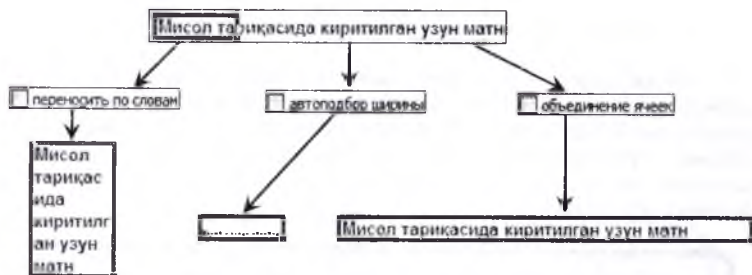 Мисол тариқасида киритилган узун матн
переносить по словам
автоподбор ширины
объединение ячеек
Мисол
тариқас
ида
киритилг
ан узун
матн
Мисол тариқасида киритилган узун матн